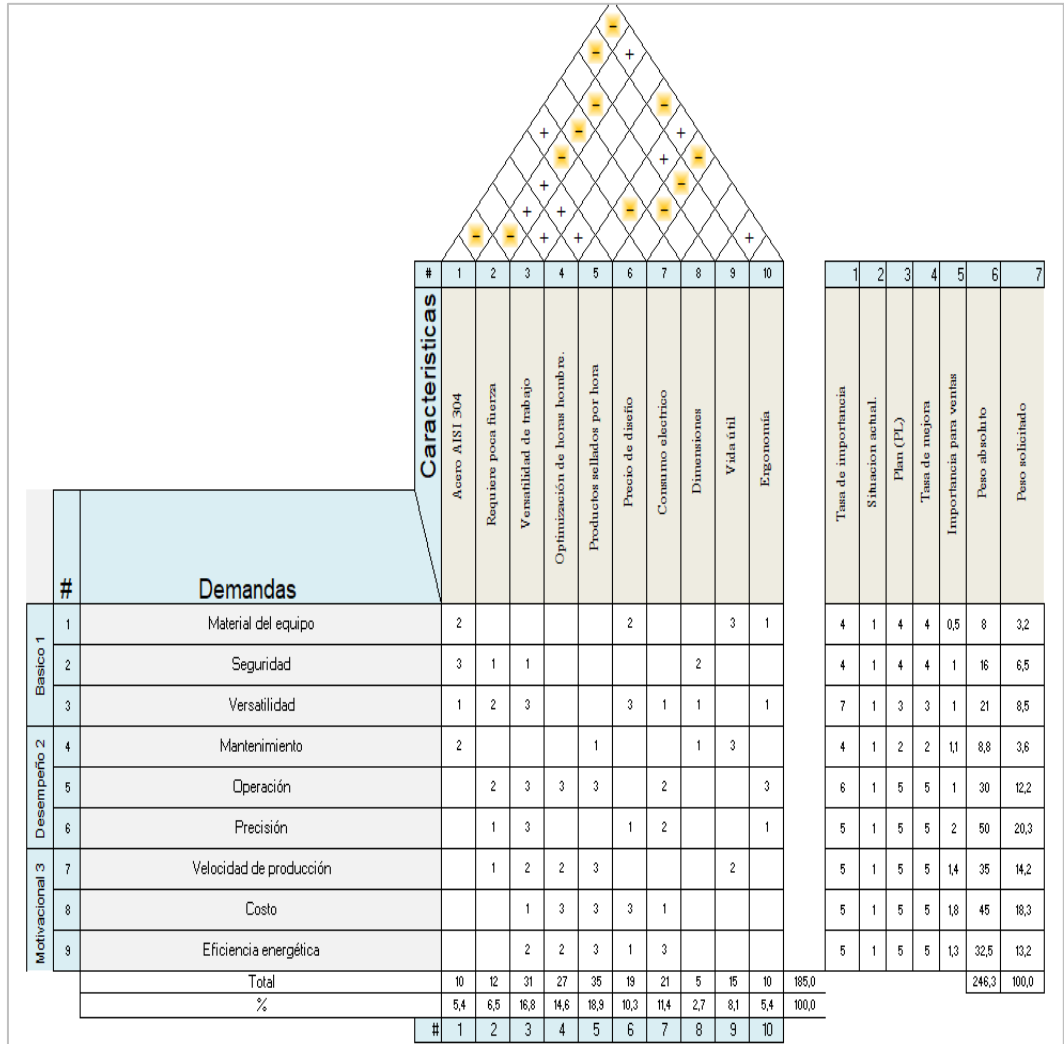 − 
− +
− −
+ − +
− + −
+ −
+ + − −
− − + + +
# 1 2 3 4 5 6 7 8 9 10
1 2 3 4 5 6 7
Caracteristicas
Acero AISI 304
Requiere poca fuerza
Versatilidad de trabajo
Optimización de horas hombre.
Productos sellados por hora
Precio de diseño
Consumo electrico
Dimensiones
Vida útil
Ergonomía
Tasa de importancia
Situacion actual.
Plan (PL)
Tasa de mejora
Importancia para ventas
Peso absoluto
Peso solicitado
# Demandas
Basico 1
1 Material del equipo 2 2 3 1 4 1 4 4 0,5 8 3,2
2 Seguridad 3 1 1 2 4 1 4 4 1 16 6,5
3 Versatilidad 1 2 3 3 1 1 1 7 1 3 3 1 21 8,5
Desempeño 2
4 Mantenimiento 2 1 1 3 4 1 2 2 1,1 8,8 3,6
5 Operación 2 3 3 3 2 3 6 1 5 5 1 30 12,2
6 Precisión 1 3 1 2 1 5 1 5 5 2 50 20,3
Motivacional 3
7 Velocidad de producción 1 2 2 3 2 5 1 5 5 1,4 35 14,2
8 Costo 1 3 3 3 1 5 1 5 5 1,8 45 18,3
9 Eficiencia energética 2 2 3 1 3 5 1 5 5 1,3 32,5 13,2
Total 10 12 31 27 35 19 21 5 15 10 185,0 246,3 100,0
% 5,4 6,5 16,8 14,6 18,9 10,3 11,4 2,7 8,1 5,4 100,0
# 1 2 3 4 5 6 7 8 9 10